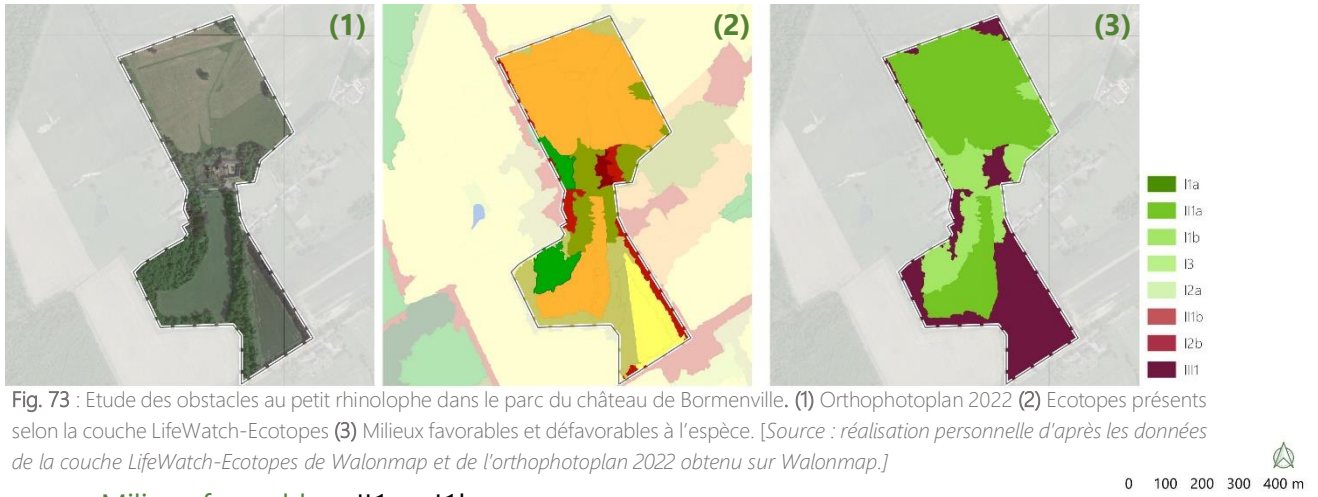 (1)
(2)
(3)
I1a
II1a
I1b
I3
I2a
II1b
I2b
III1
Fig. 73 : Etude des obstacles au petit rhinolophe dans le parc du château de Bormenville. (1) Orthophotoplan 2022 (2) Ecotopes présents
selon la couche LifeWatch-Ecotopes (3) Milieux favorables et défavorables à l'espèce. [Source : réalisation personnelle d'après les données
de la couche LifeWatch-Ecotopes de Walonmap et de l'orthophotoplan 2022 obtenu sur Walonmap.]
0 100 200 300 400 m